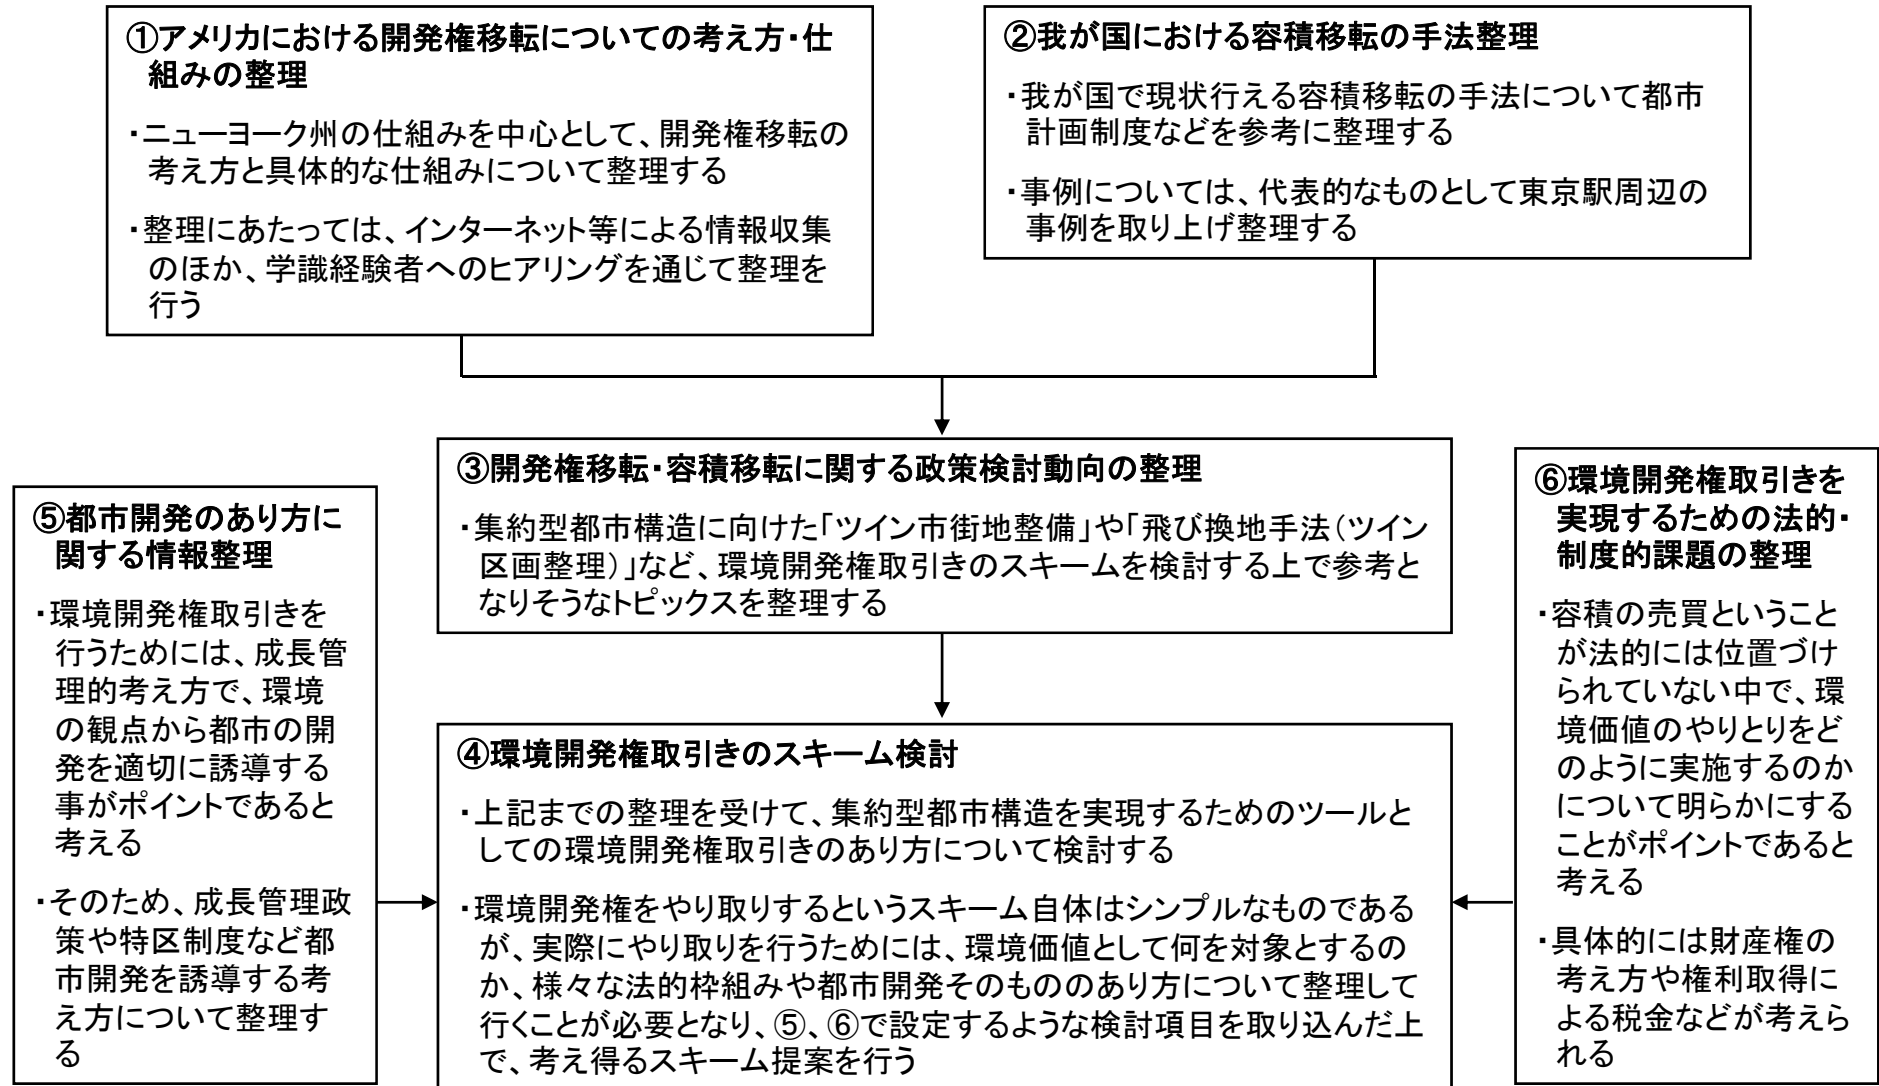 ①アメリカにおける開発権移転についての考え方・仕
組みの整理
・ニューヨーク州の仕組みを中心として、開発権移転の
考え方と具体的な仕組みについて整理する
・整理にあたっては、インターネット等による情報収集
のほか、学識経験者へのヒアリングを通じて整理を
行う
②我が国における容積移転の手法整理
・我が国で現状行える容積移転の手法について都市
計画制度などを参考に整理する
・事例については、代表的なものとして東京駅周辺の
事例を取り上げ整理する
③開発権移転・容積移転に関する政策検討動向の整理
・集約型都市構造に向けた「ツイン市街地整備」や「飛び換地手法（ツイン
区画整理）」など、環境開発権取引きのスキームを検討する上で参考と
なりそうなトピックスを整理する
⑤都市開発のあり方に
関する情報整理
・環境開発権取引きを
行うためには、成長管
理的考え方で、環境
の観点から都市の開
発を適切に誘導する
事がポイントであると
考える
・そのため、成長管理政
策や特区制度など都
市開発を誘導する考
え方について整理す
る
④環境開発権取引きのスキーム検討
・上記までの整理を受けて、集約型都市構造を実現するためのツールと
しての環境開発権取引きのあり方について検討する
・環境開発権をやり取りするというスキーム自体はシンプルなものである
が、実際にやり取りを行うためには、環境価値として何を対象とするの
か、様々な法的枠組みや都市開発そのもののあり方について整理して
行くことが必要となり、⑤、⑥で設定するような検討項目を取り込んだ上
で、考え得るスキーム提案を行う
⑥環境開発権取引きを
実現するための法的・
制度的課題の整理
・容積の売買ということ
が法的には位置づけ
られていない中で、環
境価値のやりとりをど
のように実施するのか
について明らかにする
ことがポイントであると
考える
・具体的には財産権の
考え方や権利取得に
よる税金などが考えら
れる